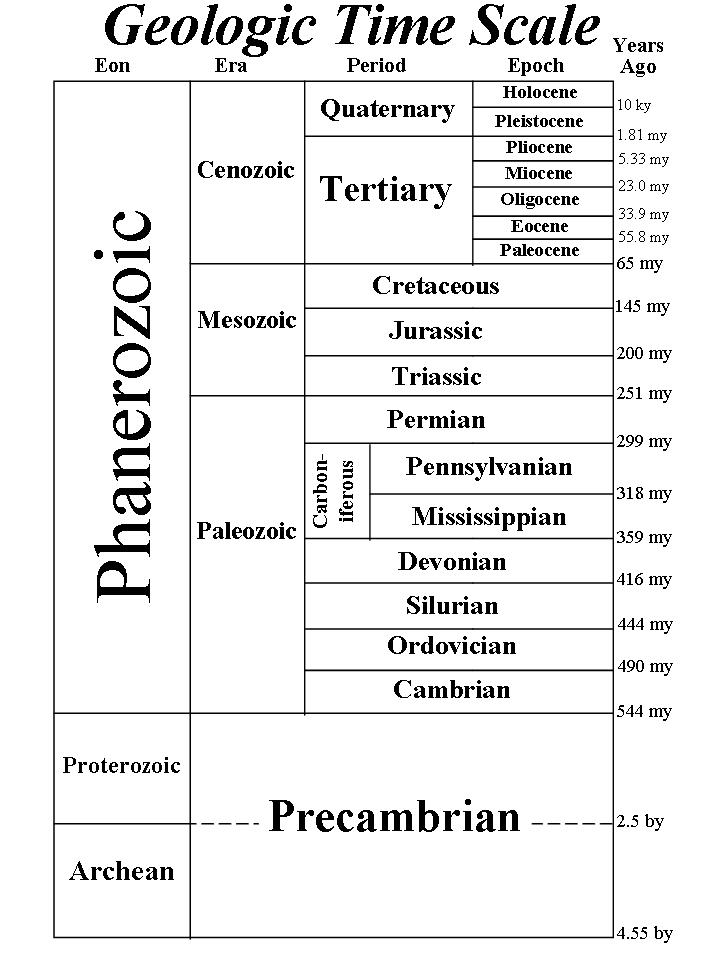 Geologic Time Scale
Eon Era Period Epoch Years
Ago
Phanerozoic
Cenozoic
Quaternary
Holocene
10 ky
Pleistocene
1.81 my
Tertiary
Pliocene
5.33 my
Miocene
23.0 my
Oligocene
33.9 my
Eocene
55.8 my
Paleocene
65 my
Mesozoic
Cretaceous
145 my
Jurassic
200 my
Triassic
251 my
Paleozoic
Permian
299 my
Carbon-
iferous
Pennsylvanian
318 my
Mississippian
359 my
Devonian
416 my
Silurian
444 my
Ordovician
490 my
Cambrian
544 my
Proterozoic
Precambrian
2.5 by
Archean
4.55 by